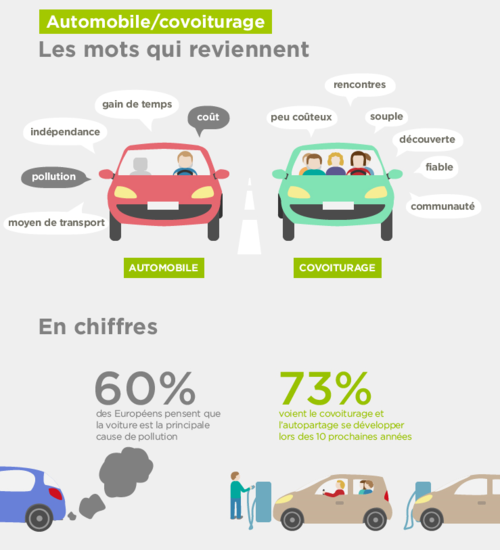 Automobile/covoiturage
Les mots qui reviennent
rencontres
gain de temps
coût
peu coûteux
souple
indépendance
découverte
pollution
fiable
moyen de transport
communauté
AUTOMOBILE
COVOITURAGE
En chiffres
60%
des Européens pensent que
la voiture est la principale
cause de pollution
73%
voient le covoiturage et
l'autopartage se développer
lors des 10 prochaines années